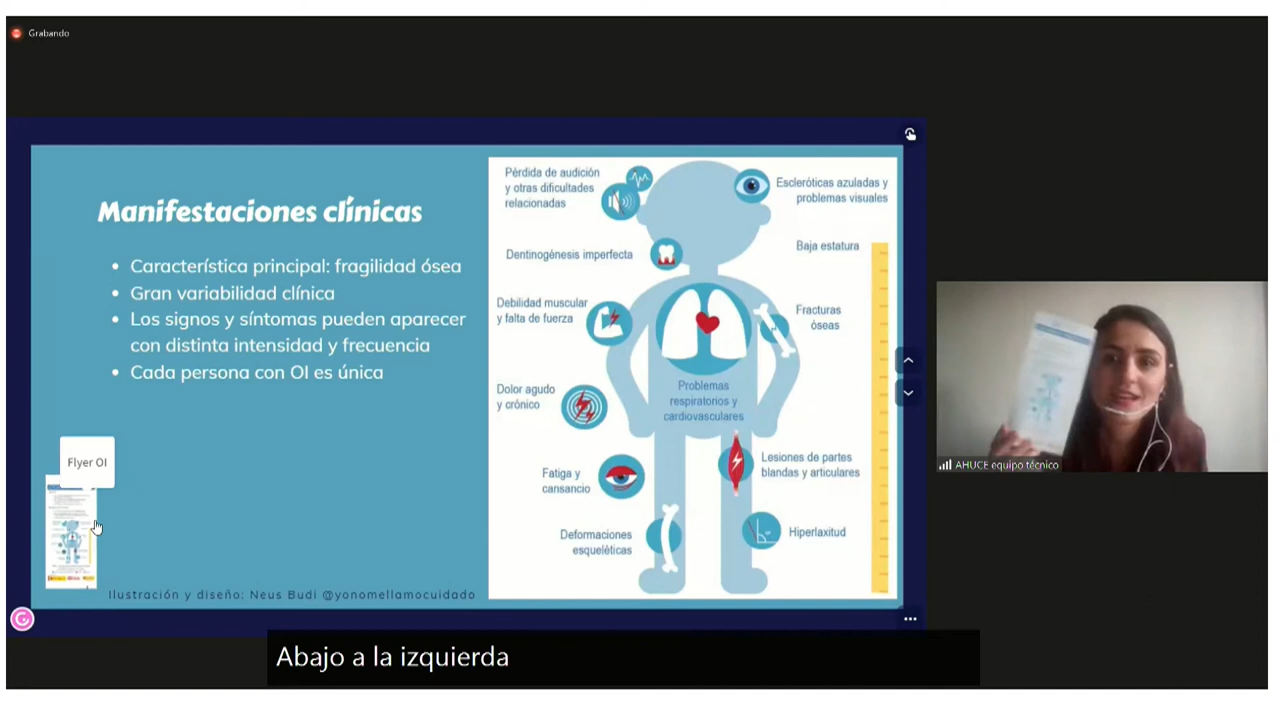 Grabando
Manifestaciones clínicas
Característica principal: fragilidad ósea
Gran variabilidad clínica
Los signos y síntomas pueden aparecer
con distinta intensidad y frecuencia
Cada persona con OI es única
Flyer OI
Ilustración y diseño: Neus Budi @yonomellamocuidado
Pérdida de audición
y otras dificultades
relacionadas
Escleróticas azuladas y
problemas visuales
Dentinogénesis imperfecta
Baja estatura
Debilidad muscular
y falta de fuerza
Fracturas
óseas
Problemas
respiratorios y
cardiovasculares
Dolor agudo
y crónico
Lesiones de partes
blandas y articulares
Fatiga y
cansancio
Deformaciones
esqueléticas
Hiperlaxitud
AHUCE equipo técnico
Abajo a la izquierda